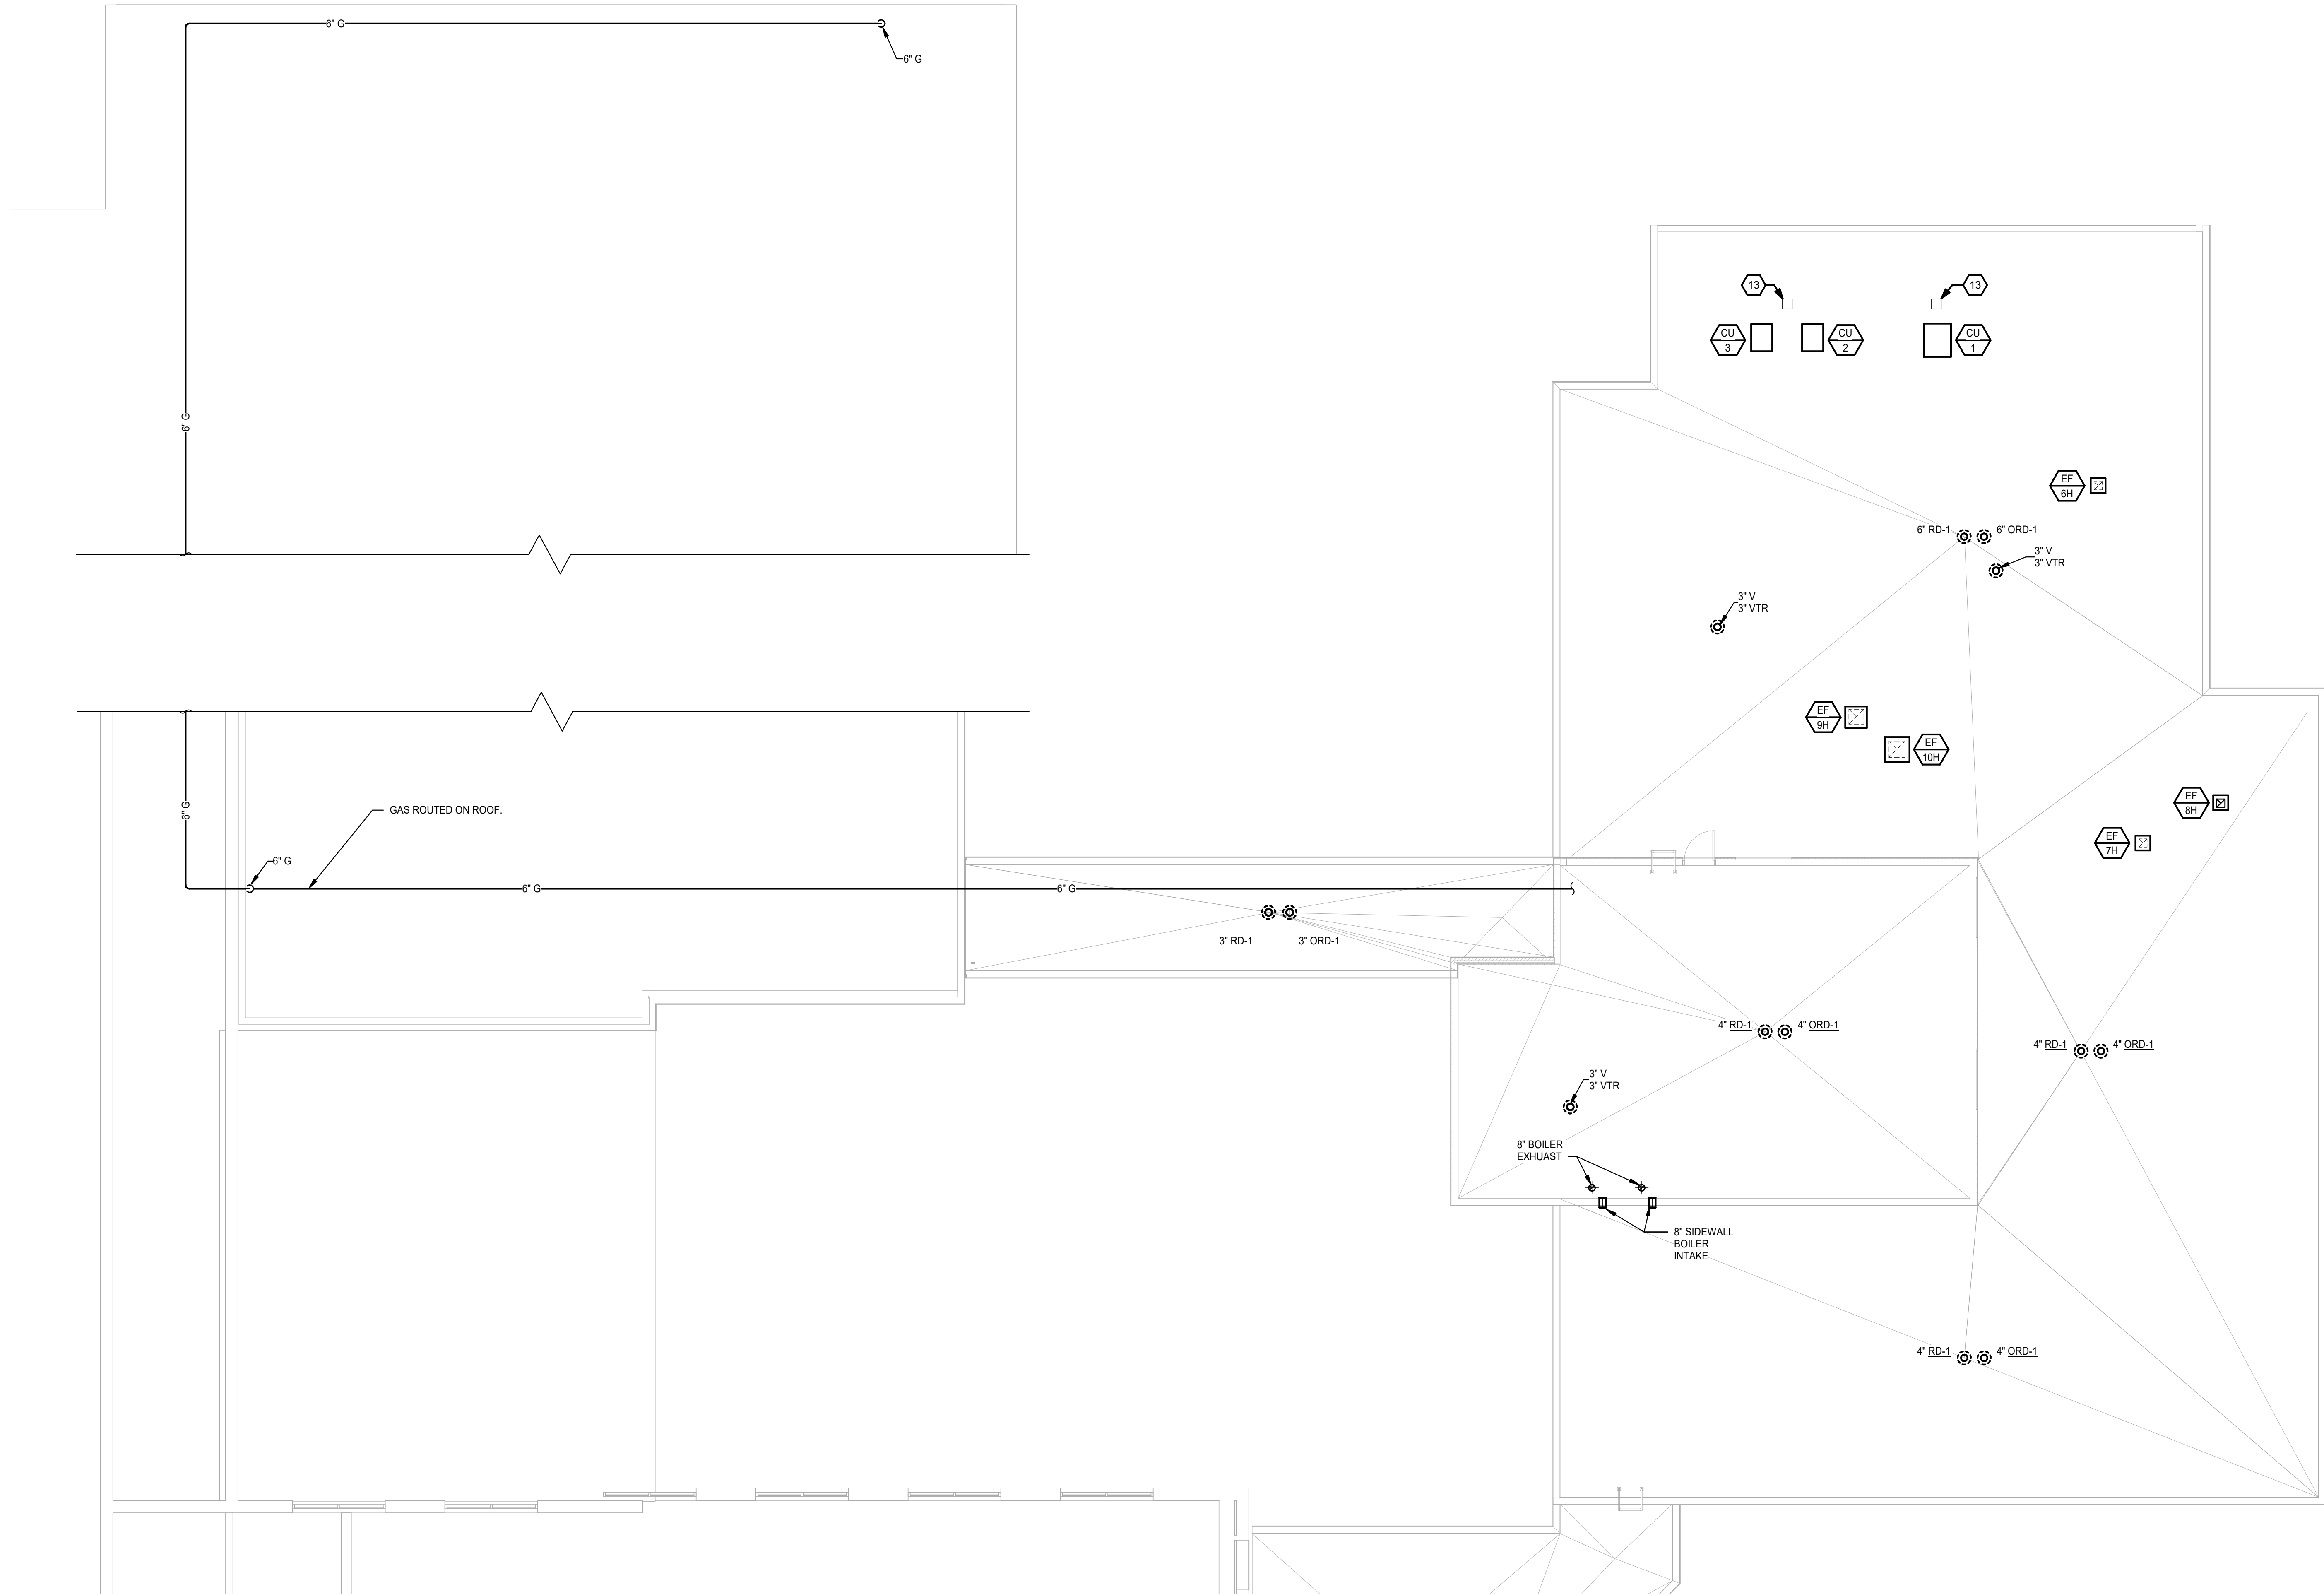 6" G
6" G
13
13
CU
3
CU
2
CU
1
6" G
EF
6H
6" RD-1
6" ORD-1
3" V
3" VTR
3" V
3" VTR
EF
9H
EF
10H
6" G
GAS ROUTED ON ROOF.
EF
8H
EF
7H
6" G
6" G
6" G
3" RD-1
3" ORD-1
4" RD-1
4" ORD-1
4" RD-1
4" ORD-1
3" V
3" VTR
8" BOILER
EXHUAST
8" SIDEWALL
BOILER
INTAKE
4" RD-1
4" ORD-1